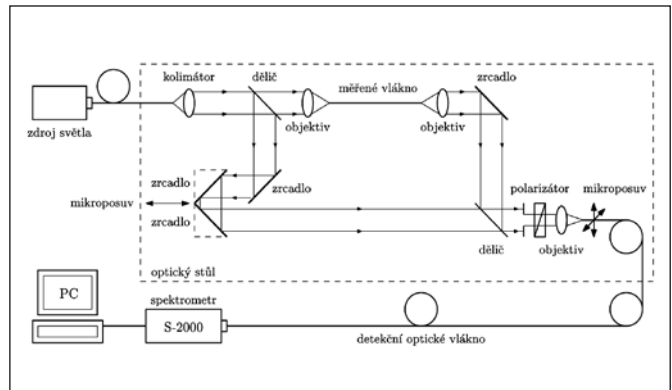 kolimátor
dělič
měřené vlákno
zrcadlo
objektiv
objektiv
zdroj světla
zrcadlo
zrcadlo
mikroposuv
zrcadlo
polarizátor
mikroposuv
dělič
objektiv
optický stůl
PC
spektrometr
S-2000
detekční optické vlákno